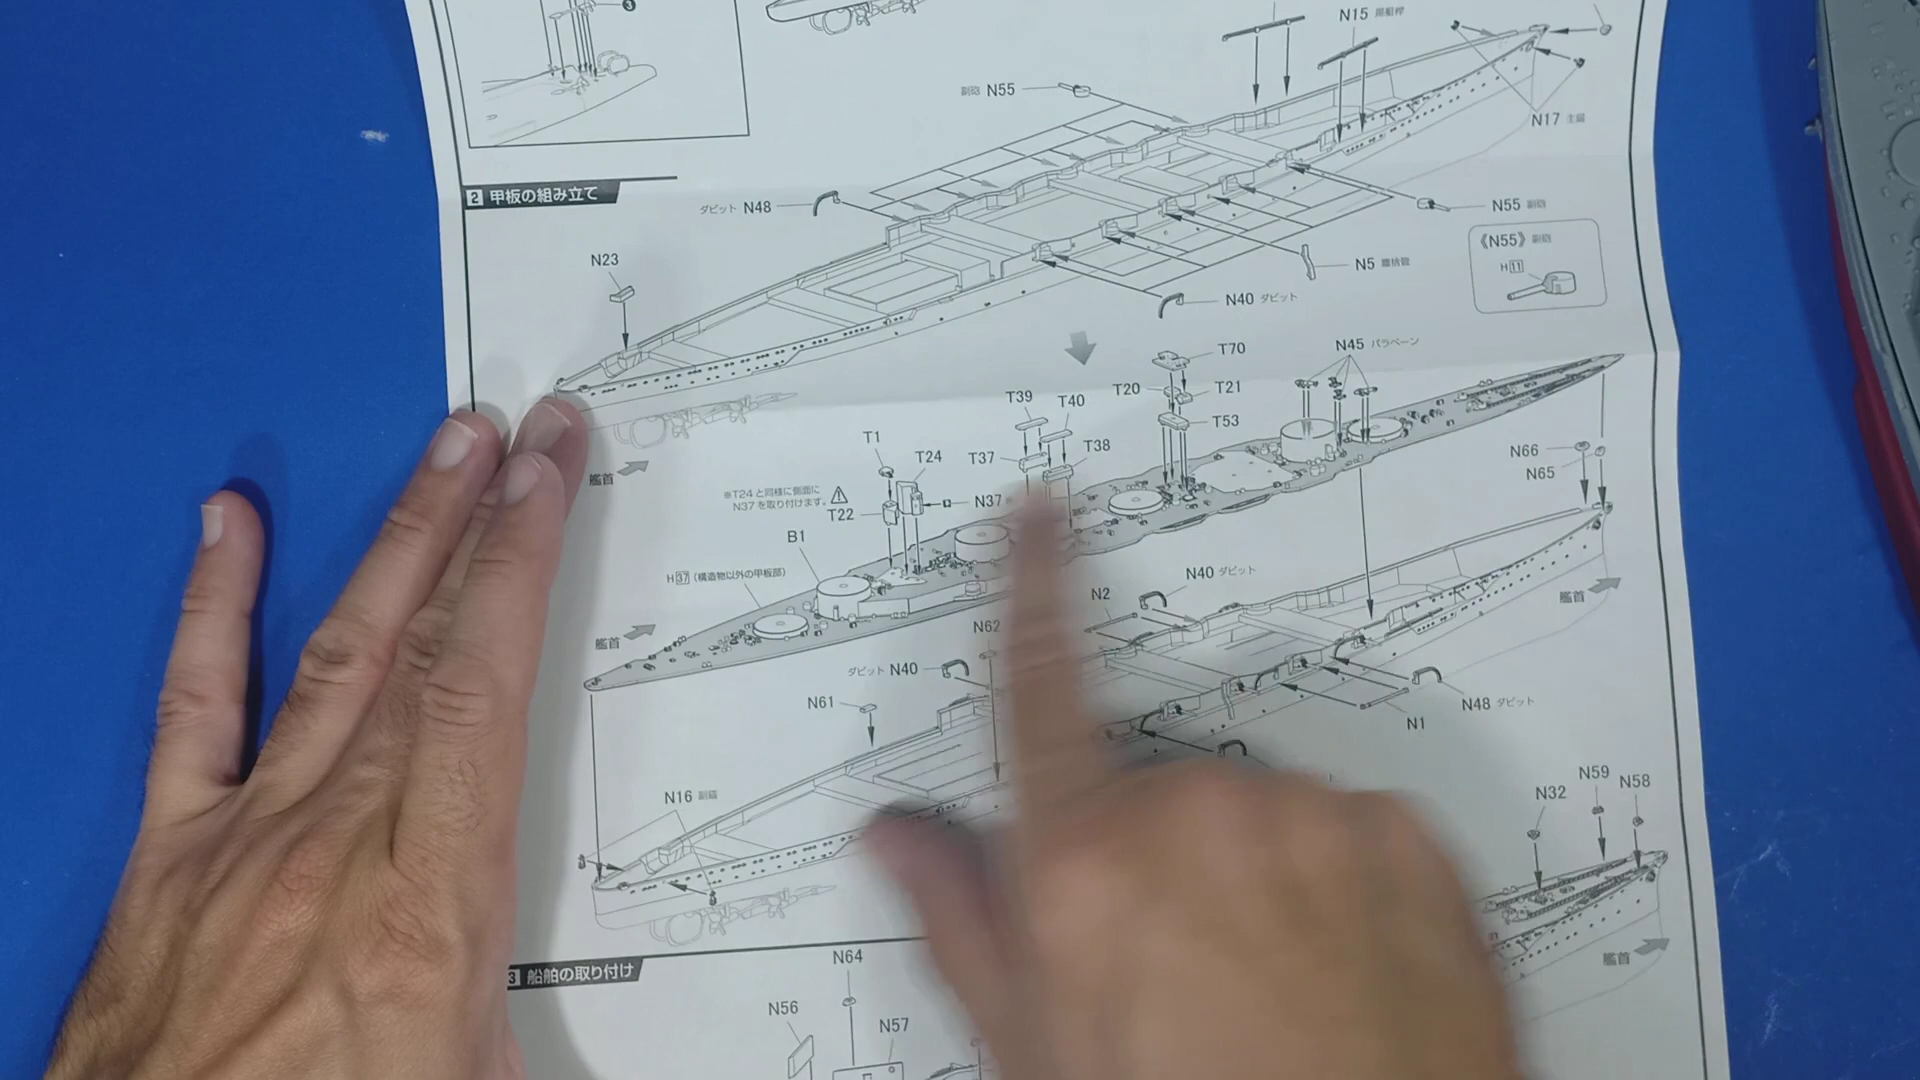 3
N15 飛艇桿
副砲 N55
N17 主錨
2 甲板の組み立て
ダビット N48
N55 副砲
《N55》副砲
H11
N5 塵捨管
N23
N40 ダビット
T70
N45 パラベーン
T20
T21
T39
T40
T53
T1
T24
T37
T38
N66
N65
艦首
※T24と同様に側面に
N37を取り付けます。
T22
N37
B1
H37(構造物以外の甲板部)
N40 ダビット
N2
艦首
艦首
N62
ダビット N40
N61
N48 ダビット
N1
N16 副錨
N59
N58
N32
艦首
3 船舶の取り付け
N64
N56
N57